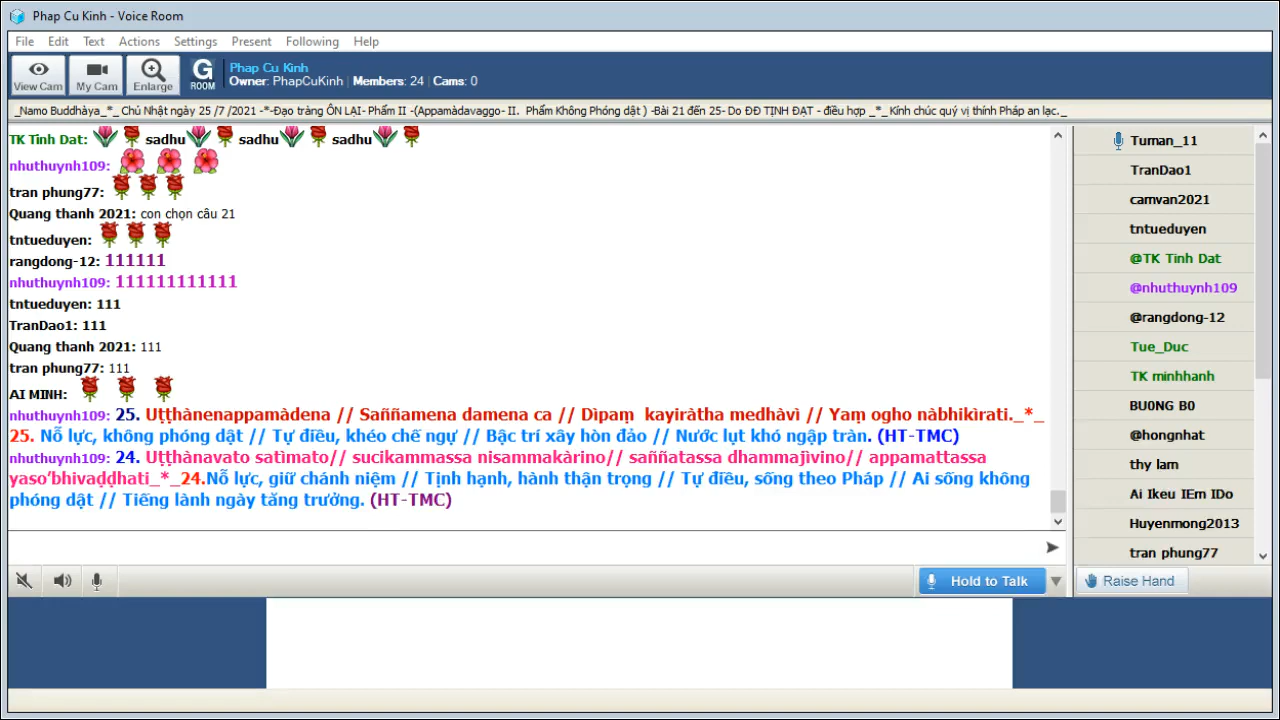 Phap Cu Kinh - Voice Room
File Edit Text Actions Settings Present Following Help
View Cam My Cam Enlarge G ROOM
Phap Cu Kinh
Owner: PhapCuKinh | Members: 24 | Cams: 0
_Namo Buddhàya_*_ Chủ Nhật ngày 25 /7 /2021 -*-Đạo tràng ÔN LẠI- Phẩm II -(Appamàdavaggo- II. Phẩm Không Phóng dật ) -Bài 21 đến 25- Do ĐĐ TỊNH ĐẠT - điều hợp _*_Kính chúc quý vị thính Pháp an lạc._
TK Tinh Dat: sadhu sadhu sadhu
nhuthuynh109:
tran phung77:
Quang thanh 2021: con chọn câu 21
tntueduyen:
rangdong-12: 111111
nhuthuynh109: 111111111111
tntueduyen: 111
TranDao1: 111
Quang thanh 2021: 111
tran phung77: 111
AI MINH:
nhuthuynh109: 25. Uṭṭhànenappamàdena // Saññamena damena ca // Dìpaṃ kayiràtha medhàvì // Yaṃ ogho nàbhikìrati._*_
25. Nỗ lực, không phóng dật // Tự điều, khéo chế ngự // Bậc trí xây hòn đảo // Nước lụt khó ngập tràn. (HT-TMC)
nhuthuynh109: 24. Uṭṭhànavato satìmato// sucikammassa nisammakàrino// saññatassa dhammajìvino// appamattassa
yaso’bhivaḍḍhati_*_24.Nỗ lực, giữ chánh niệm // Tịnh hạnh, hành thận trọng // Tự điều, sống theo Pháp // Ai sống không
phóng dật // Tiếng lành ngày tăng trưởng. (HT-TMC)
Tuman_11
TranDao1
camvan2021
tntueduyen
@TK Tinh Dat
@nhuthuynh109
@rangdong-12
Tue_Duc
TK minhhanh
BU0NG B0
@hongnhat
thy lam
Ai Ikeu IEm IDo
Huyenmong2013
tran phung77
Hold to Talk
Raise Hand